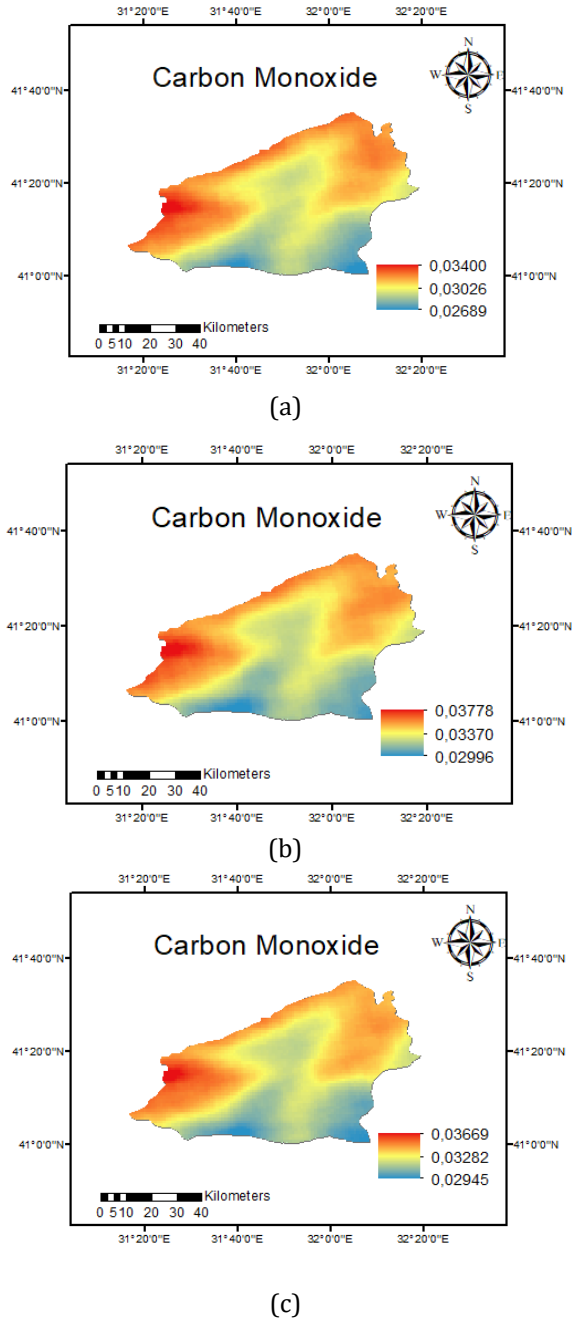 31°20'0"E 31°40'0"E 32°0'0"E 32°20'0"E
N
Carbon Monoxide
W E
S
41°40'0"N 41°40'0"N
41°20'0"N 41°20'0"N
41°0'0"N 41°0'0"N
0,03400
0,03026
0,02689
Kilometers
0 5 10 20 30 40
31°20'0"E 31°40'0"E 32°0'0"E 32°20'0"E
(a)
31°20'0"E 31°40'0"E 32°0'0"E 32°20'0"E
N
Carbon Monoxide
W E
S
41°40'0"N 41°40'0"N
41°20'0"N 41°20'0"N
41°0'0"N 41°0'0"N
0,03778
0,03370
0,02996
Kilometers
0 5 10 20 30 40
31°20'0"E 31°40'0"E 32°0'0"E 32°20'0"E
(b)
31°20'0"E 31°40'0"E 32°0'0"E 32°20'0"E
N
Carbon Monoxide
W E
S
41°40'0"N 41°40'0"N
41°20'0"N 41°20'0"N
41°0'0"N 41°0'0"N
0,03669
0,03282
0,02945
Kilometers
0 5 10 20 30 40
31°20'0"E 31°40'0"E 32°0'0"E 32°20'0"E
(c)